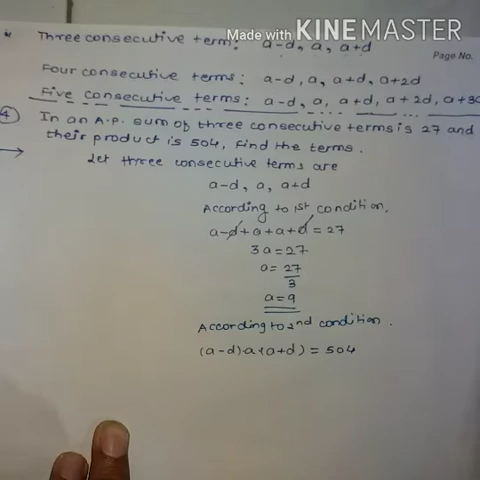 Made with KINEMASTER
Page No.
Three consecutive term: a-d, a, a+d
Four consecutive terms: a-d, a, a+d, a+2d
Five consecutive terms: a-d, a, a+d, a+2d, a+3d
4 In an A.P. sum of three consecutive terms is 27 and
their product is 504, find the terms.
→ Let three consecutive terms are
a-d, a, a+d
According to 1st condition,
a-d+a+a+d = 27
3a = 27
a = 27/3
a = 9
According to 2nd condition.
(a-d)·a·(a+d) = 504